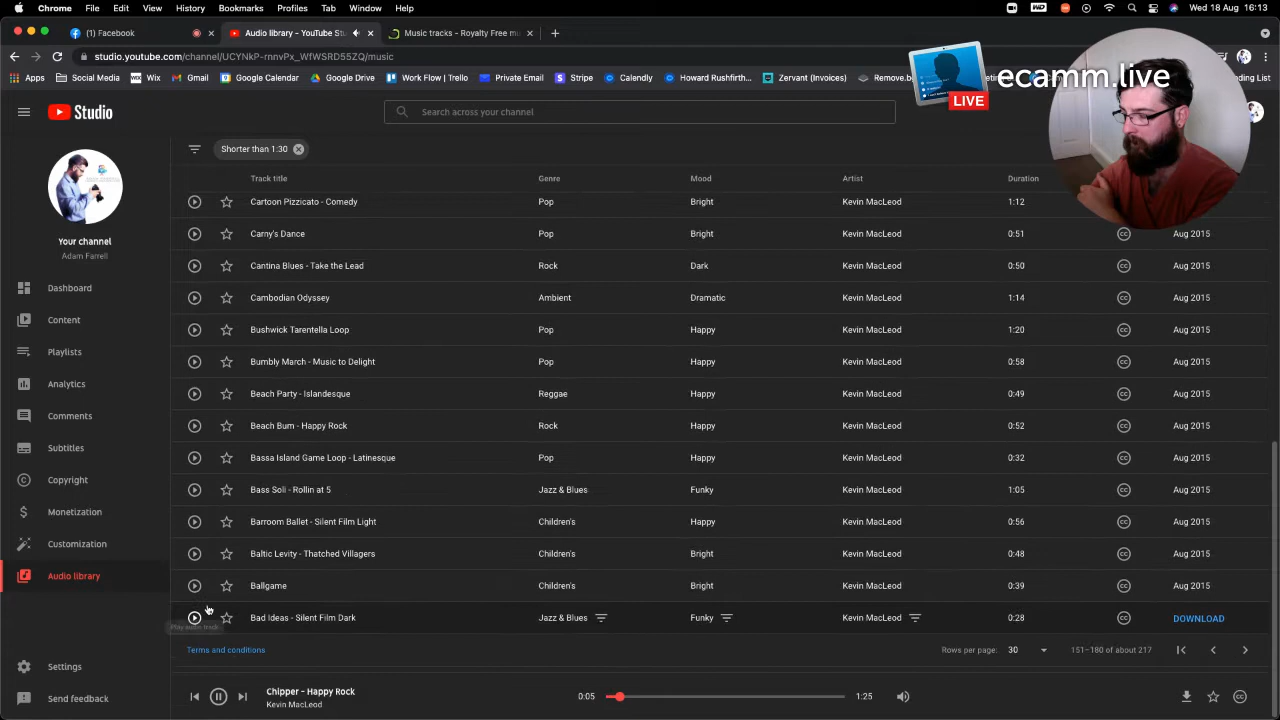 Chrome File Edit View History Bookmarks Profiles Tab Window Help Wed 18 Aug 16:13
Facebook Audio library - YouTube Stu Music tracks - Royalty Free mu
studio.youtube.com/channel/UCYNkP-rnnvPx_WfWSRD55ZQ/music
Apps Social Media Wix Gmail Google Calendar Google Drive Work Flow / Trello Private Email Stripe Calendly Howard Rushfirth... Zervant (Invoices) Remove.b
LIVE ecamm.live
Studio Search across your channel
Shorter than 1:30
Track title Genre Mood Artist Duration
Cartoon Pizzicato - Comedy Pop Bright Kevin MacLeod 1:12
Carny's Dance Pop Bright Kevin MacLeod 0:51 Aug 2015
Cantina Blues - Take the Lead Rock Dark Kevin MacLeod 0:50 Aug 2015
Cambodian Odyssey Ambient Dramatic Kevin MacLeod 1:14 Aug 2015
Bushwick Tarentella Loop Pop Happy Kevin MacLeod 1:20 Aug 2015
Bumbly March - Music to Delight Pop Happy Kevin MacLeod 0:58 Aug 2015
Beach Party - Islandesque Reggae Happy Kevin MacLeod 0:49 Aug 2015
Beach Bum - Happy Rock Rock Happy Kevin MacLeod 0:52 Aug 2015
Bassa Island Game Loop - Latinesque Pop Happy Kevin MacLeod 0:32 Aug 2015
Bass Soli - Rollin at 5 Jazz & Blues Funky Kevin MacLeod 1:05 Aug 2015
Barroom Ballet - Silent Film Light Children's Happy Kevin MacLeod 0:56 Aug 2015
Baltic Levity - Thatched Villagers Children's Bright Kevin MacLeod 0:48 Aug 2015
Ballgame Children's Bright Kevin MacLeod 0:39 Aug 2015
Bad Ideas - Silent Film Dark Jazz & Blues Funky Kevin MacLeod 0:28 DOWNLOAD
Play audio track
Your channel
Adam Farrell
Dashboard
Content
Playlists
Analytics
Comments
Subtitles
Copyright
Monetization
Customization
Audio library
Settings
Send feedback
Terms and conditions Rows per page: 30 151–180 of about 217
Chipper – Happy Rock
Kevin MacLeod
0:05 1:25